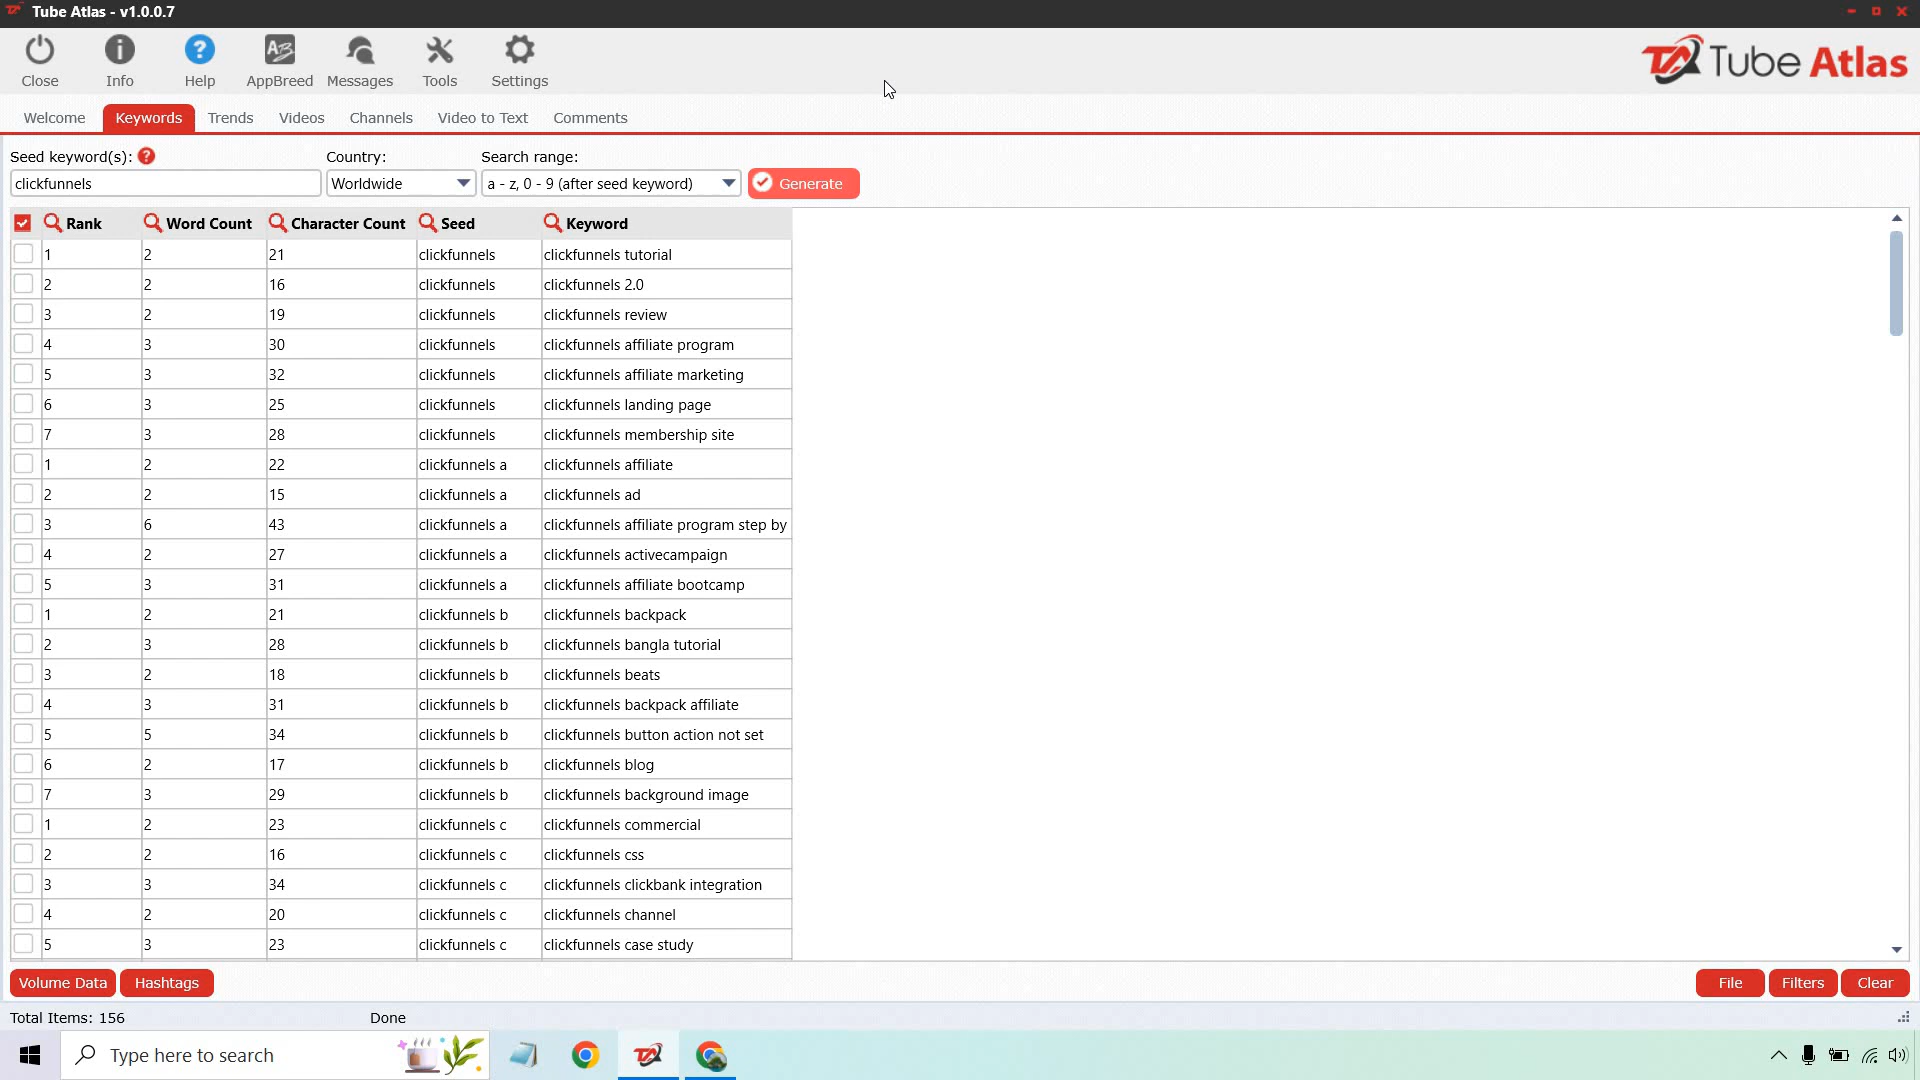 Tube Atlas - v1.0.0.7
Close Info Help AppBreed Messages Tools Settings
Tube Atlas
Welcome Keywords Trends Videos Channels Video to Text Comments
Seed keyword(s): ? Country: Search range:
clickfunnels Worldwide a - z, 0 - 9 (after seed keyword) Generate
Rank Word Count Character Count Seed Keyword
1 2 21 clickfunnels clickfunnels tutorial
2 2 16 clickfunnels clickfunnels 2.0
3 2 19 clickfunnels clickfunnels review
4 3 30 clickfunnels clickfunnels affiliate program
5 3 32 clickfunnels clickfunnels affiliate marketing
6 3 25 clickfunnels clickfunnels landing page
7 3 28 clickfunnels clickfunnels membership site
1 2 22 clickfunnels a clickfunnels affiliate
2 2 15 clickfunnels a clickfunnels ad
3 6 43 clickfunnels a clickfunnels affiliate program step by
4 2 27 clickfunnels a clickfunnels activecampaign
5 3 31 clickfunnels a clickfunnels affiliate bootcamp
1 2 21 clickfunnels b clickfunnels backpack
2 3 28 clickfunnels b clickfunnels bangla tutorial
3 2 18 clickfunnels b clickfunnels beats
4 3 31 clickfunnels b clickfunnels backpack affiliate
5 5 34 clickfunnels b clickfunnels button action not set
6 2 17 clickfunnels b clickfunnels blog
7 3 29 clickfunnels b clickfunnels background image
1 2 23 clickfunnels c clickfunnels commercial
2 2 16 clickfunnels c clickfunnels css
3 3 34 clickfunnels c clickfunnels clickbank integration
4 2 20 clickfunnels c clickfunnels channel
5 3 23 clickfunnels c clickfunnels case study
Volume Data Hashtags File Filters Clear
Total Items: 156 Done
Type here to search